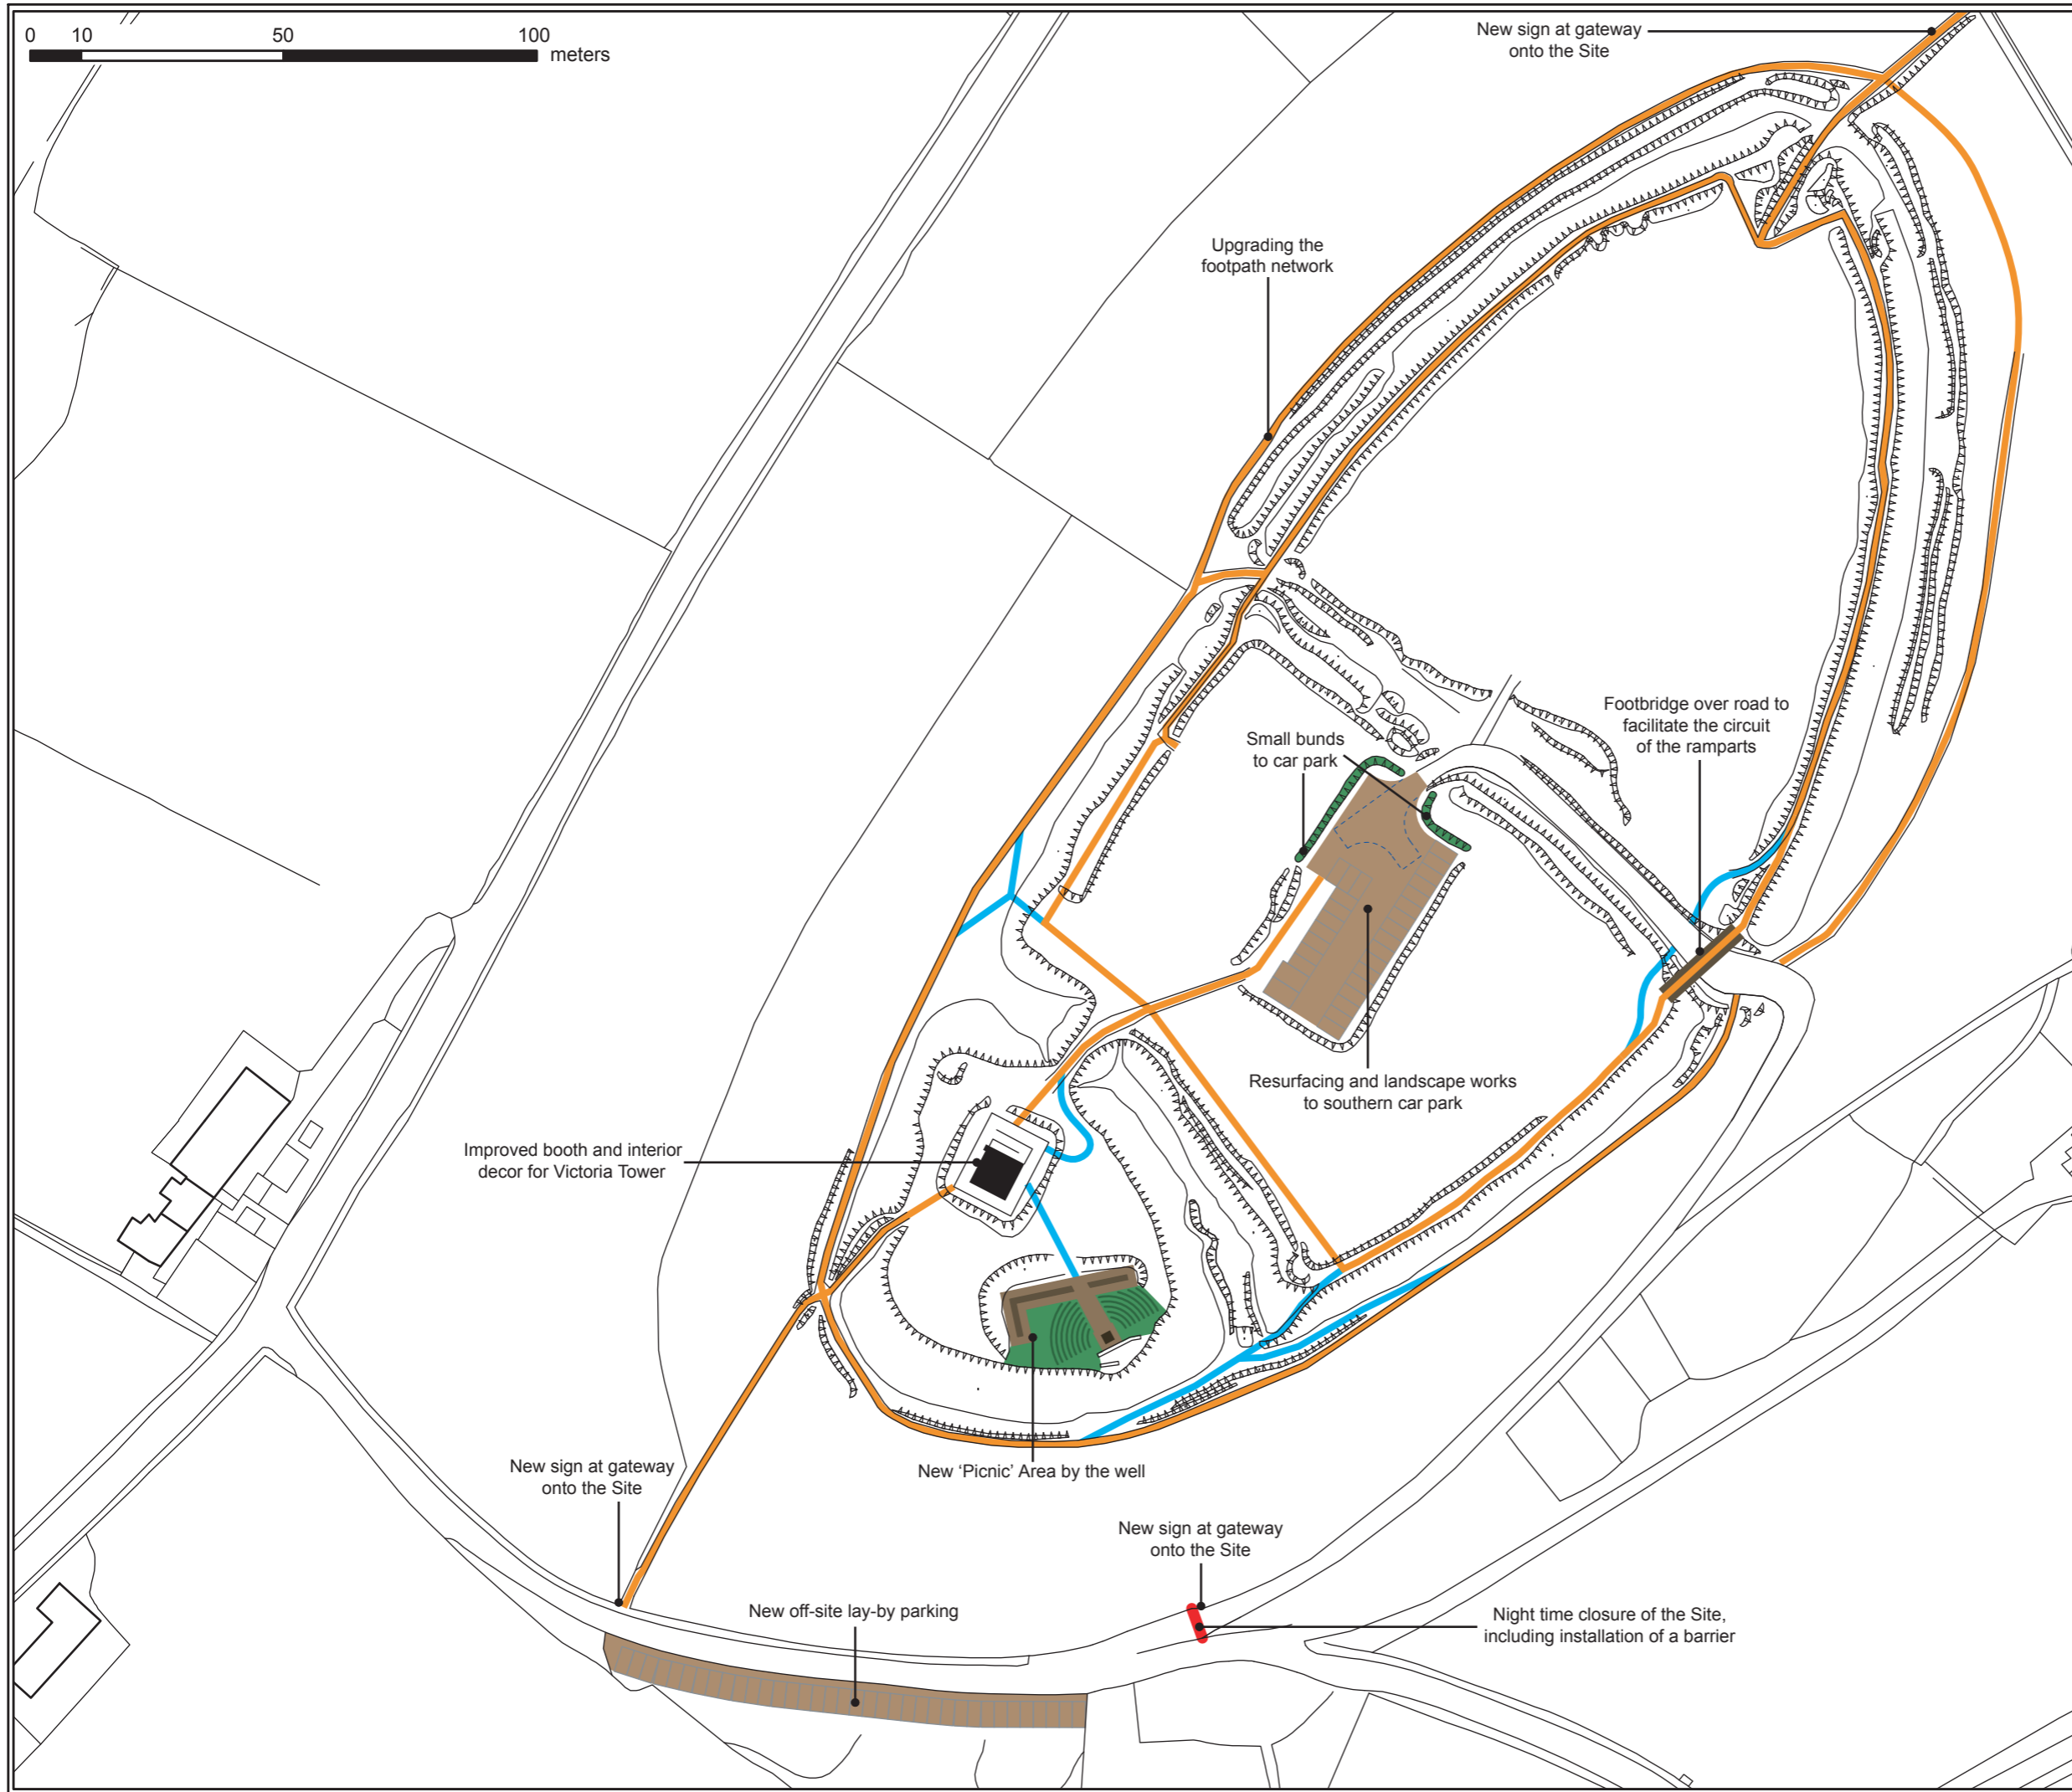 0 10 50 100
meters
New sign at gateway
onto the Site
Upgrading the
footpath network
Footbridge over road to
facilitate the circuit
of the ramparts
Small bunds
to car park
Resurfacing and landscape works
to southern car park
Improved booth and interior
decor for Victoria Tower
New sign at gateway
onto the Site
New ‘Picnic’ Area by the well
New sign at gateway
onto the Site
New off-site lay-by parking
Night time closure of the Site,
including installation of a barrier